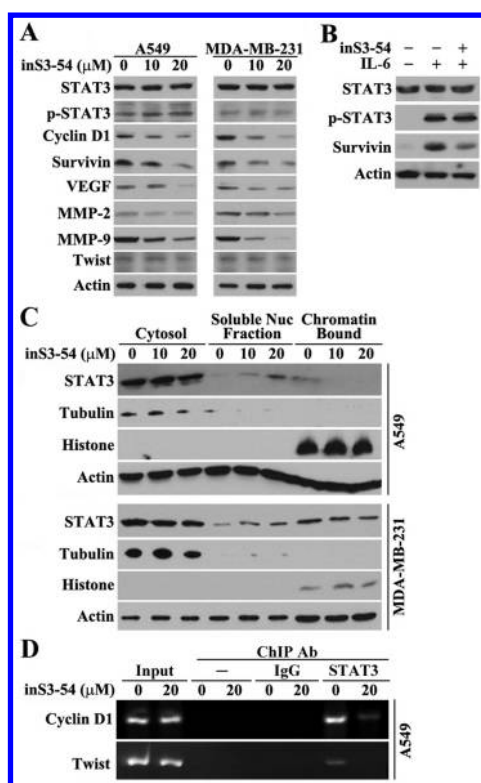 A
A549 MDA-MB-231
inS3-54 (μM) 0 10 20 0 10 20
STAT3
p-STAT3
Cyclin D1
Survivin
VEGF
MMP-2
MMP-9
Twist
Actin
B
inS3-54 – – +
IL-6 – + +
STAT3
p-STAT3
Survivin
Actin
C
Cytosol Soluble Nuc Fraction Chromatin Bound
inS3-54 (μM) 0 10 20 0 10 20 0 10 20
STAT3
Tubulin
Histone
Actin
A549
STAT3
Tubulin
Histone
Actin
MDA-MB-231
D
ChIP Ab
Input — IgG STAT3
inS3-54 (μM) 0 20 0 20 0 20 0 20
Cyclin D1
Twist
A549